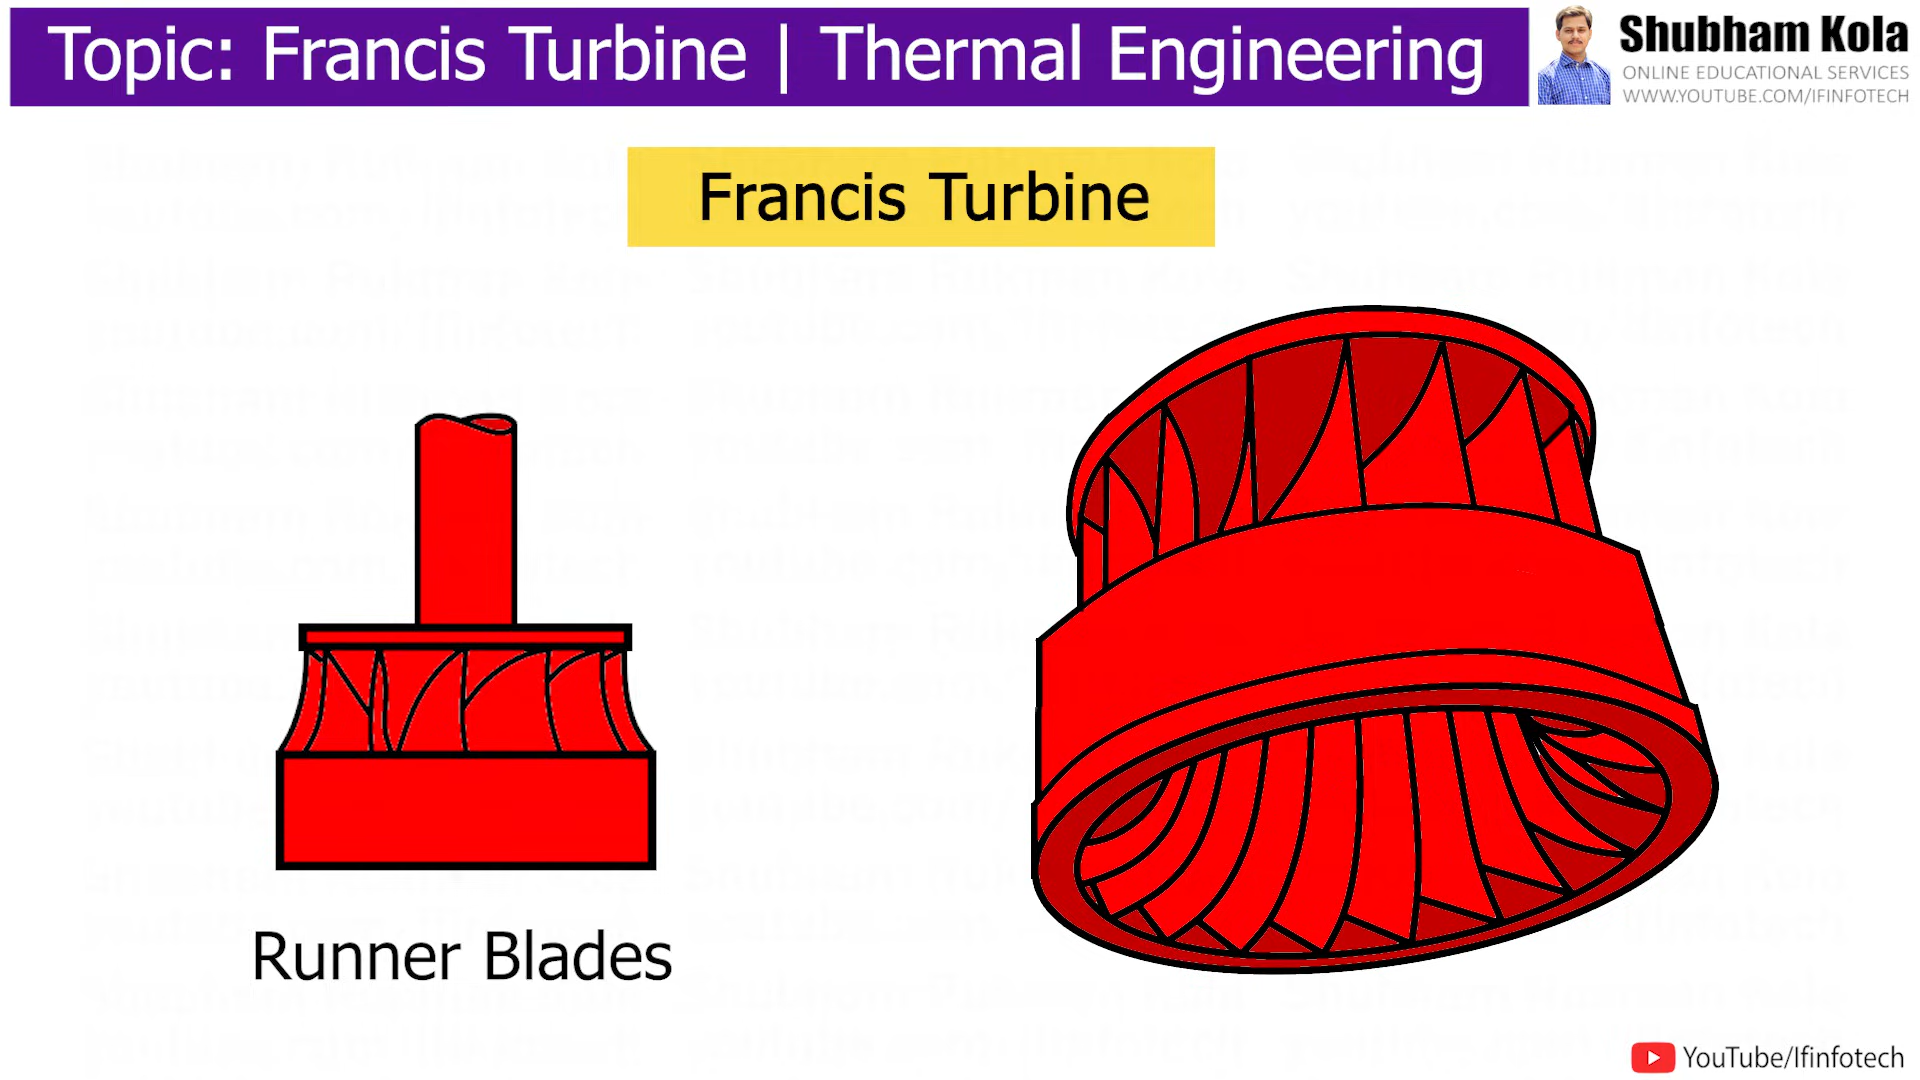 Topic: Francis Turbine | Thermal Engineering
Shubham Kola
ONLINE EDUCATIONAL SERVICES
WWW.YOUTUBE.COM/IFINFOTECH
Francis Turbine
Runner Blades
YouTube/Ifinfotech